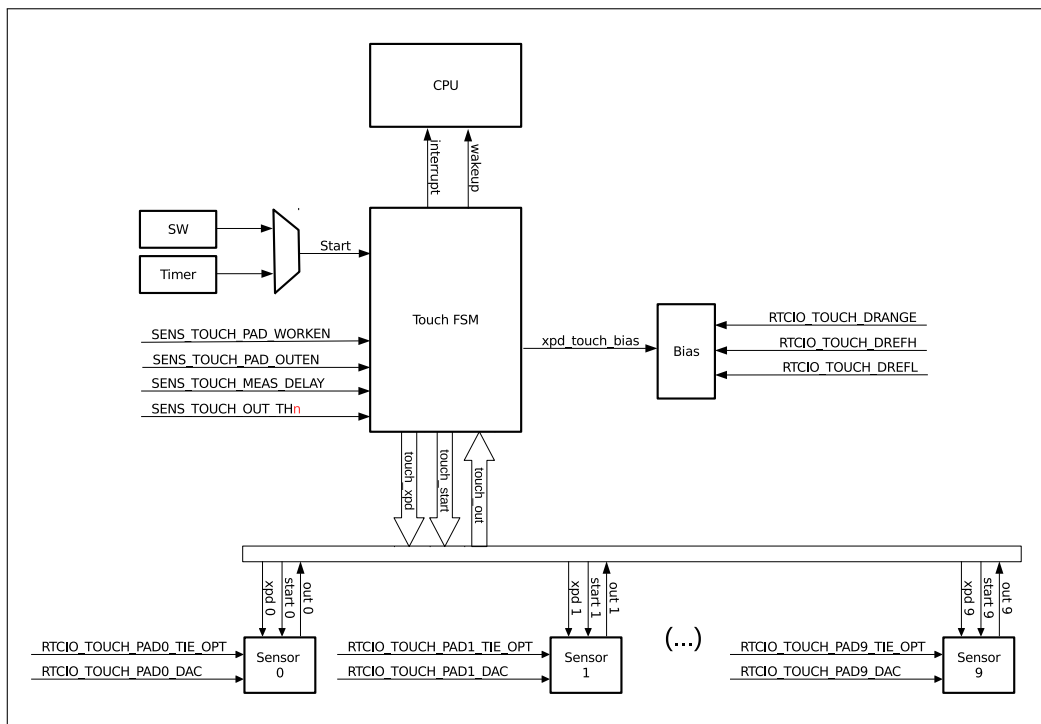 CPU
interrupt
wakeup
SW
Timer
Start
Touch FSM
SENS_TOUCH_PAD_WORKEN
SENS_TOUCH_PAD_OUTEN
SENS_TOUCH_MEAS_DELAY
SENS_TOUCH_OUT_THn
xpd_touch_bias
Bias
RTCIO_TOUCH_DRANGE
RTCIO_TOUCH_DREFH
RTCIO_TOUCH_DREFL
touch_xpd
touch_start
touch_out
xpd 0
start 0
out 0
xpd 1
start 1
out 1
xpd 9
start 9
out 9
RTCIO_TOUCH_PAD0_TIE_OPT
RTCIO_TOUCH_PAD0_DAC
Sensor
0
RTCIO_TOUCH_PAD1_TIE_OPT
RTCIO_TOUCH_PAD1_DAC
Sensor
1
(...)
RTCIO_TOUCH_PAD9_TIE_OPT
RTCIO_TOUCH_PAD9_DAC
Sensor
9